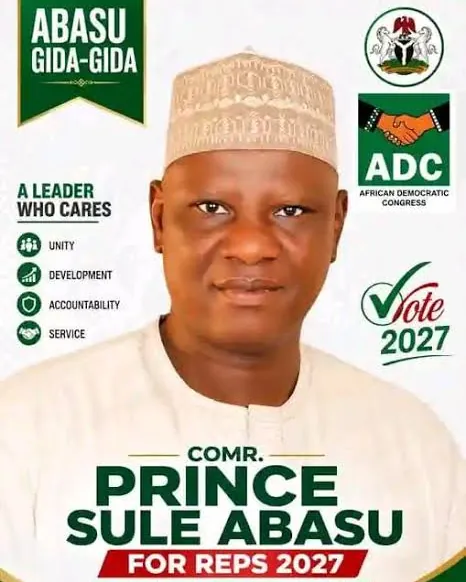 ABASU
GIDA-GIDA
ADC
AFRICAN DEMOCRATIC
CONGRESS
A LEADER
WHO CARES
UNITY
DEVELOPMENT
ACCOUNTABILITY
SERVICE
Vote
2027
COMR.
PRINCE
SULE ABASU
FOR REPS 2027